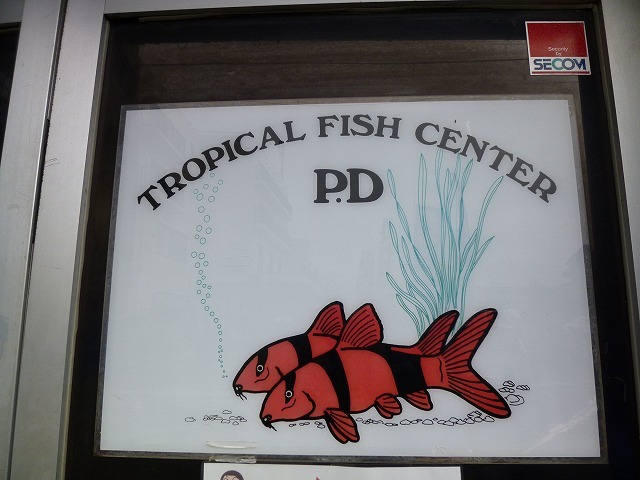 Security
by
SECOM
TROPICAL FISH CENTER
P.D